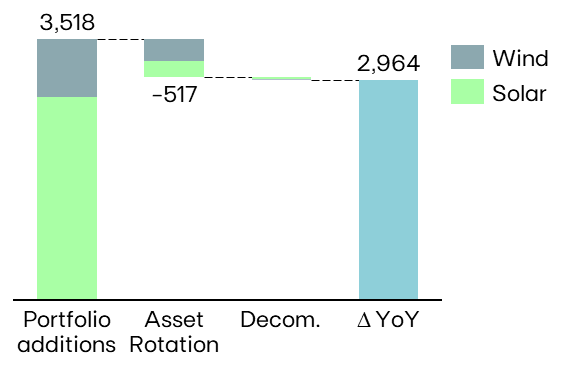 3,518
-517
2,964
Wind
Solar
Portfolio
additions
Asset
Rotation
Decom.
Δ YoY